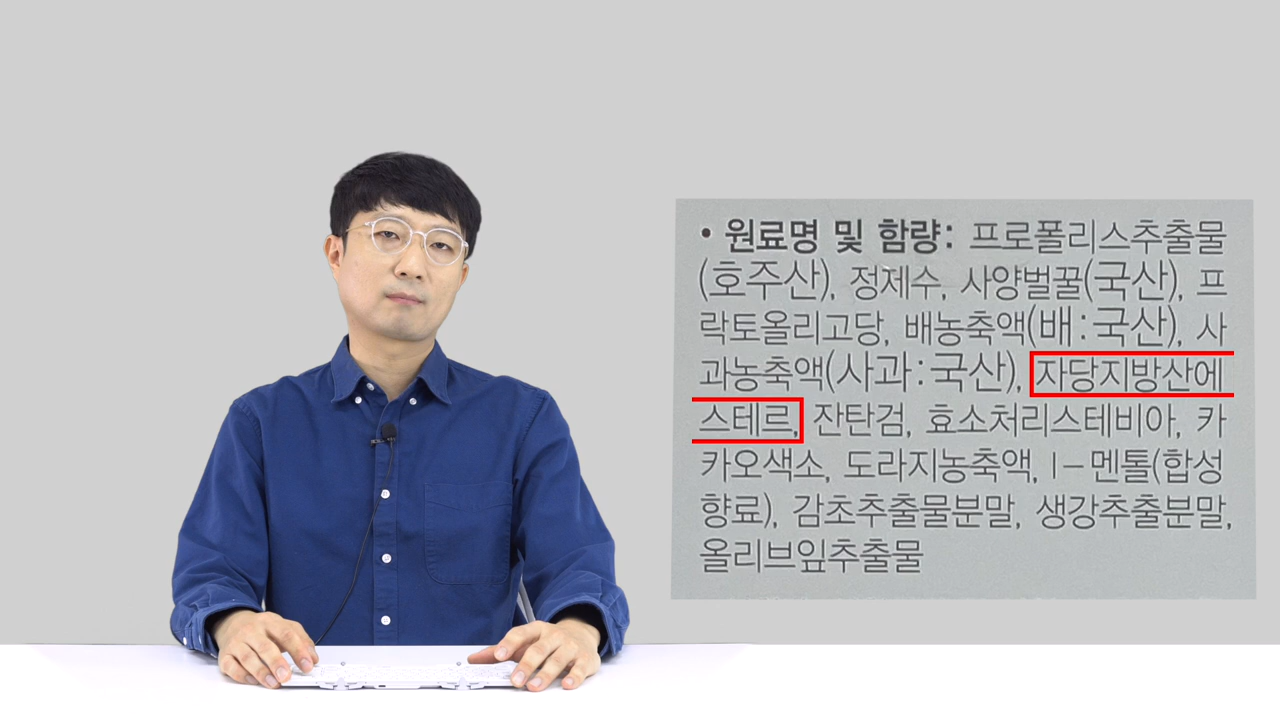 • 원료명 및 함량: 프로폴리스추출물
(호주산), 정제수, 사양벌꿀(국산), 프
락토올리고당, 배농축액(배:국산), 사
과농축액(사과:국산), 자당지방산에
스테르, 잔탄검, 효소처리스테비아, 카
카오색소, 도라지농축액, l-멘톨(합성
향료), 감초추출물분말, 생강추출분말,
올리브잎추출물